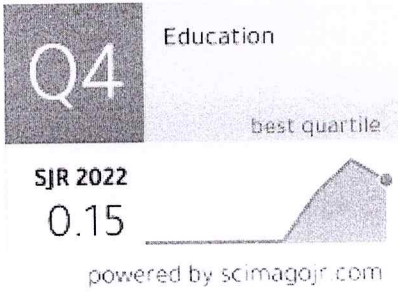 Q4
Education
best quartile
SJR 2022
0.15
powered by scimagojr.com